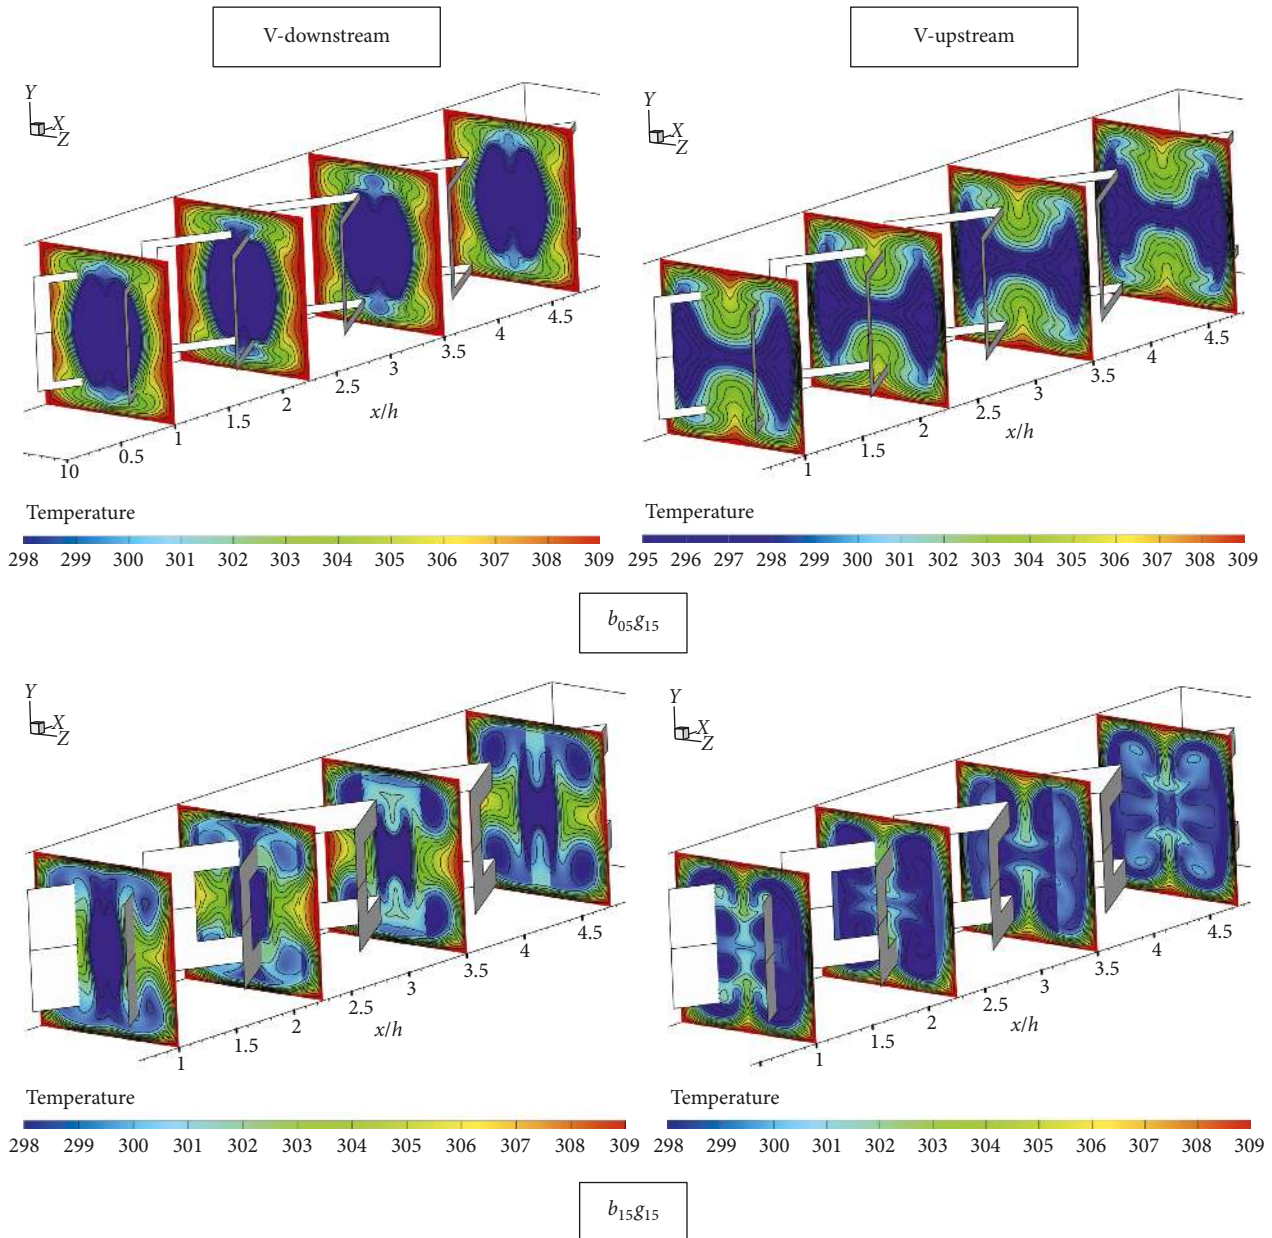 V-downstream
V-upstream
Y
X
Z
10 0.5 1 1.5 2 2.5 3 3.5 4 4.5
x/h
Y
X
Z
1 1.5 2 2.5 3 3.5 4 4.5
x/h
Temperature
298 299 300 301 302 303 304 305 306 307 308 309
Temperature
295 296 297 298 299 300 301 302 303 304 305 306 307 308 309
b05g15
Y
X
Z
1 1.5 2 2.5 3 3.5 4 4.5
x/h
Y
X
Z
1 1.5 2 2.5 3 3.5 4 4.5
x/h
Temperature
298 299 300 301 302 303 304 305 306 307 308 309
Temperature
298 299 300 301 302 303 304 305 306 307 308 309
b15g15